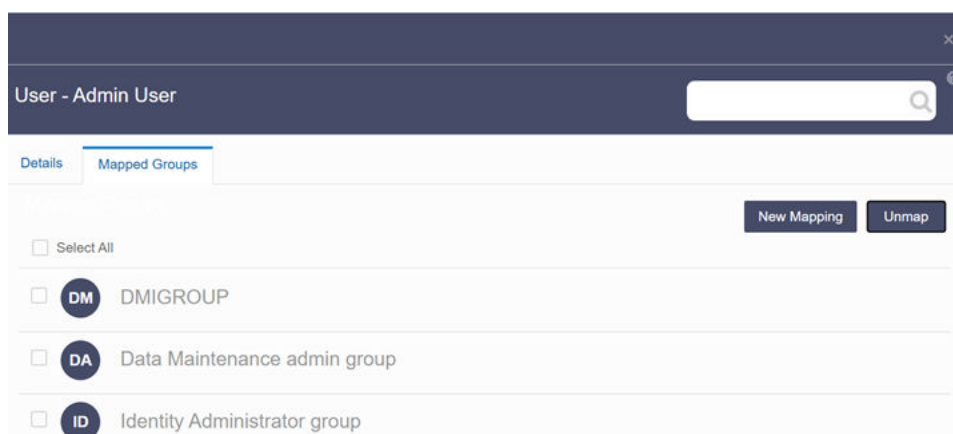 User - Admin User
Details Mapped Groups
New Mapping Unmap
Select All
DM DMIGROUP
DA Data Maintenance admin group
ID Identity Administrator group